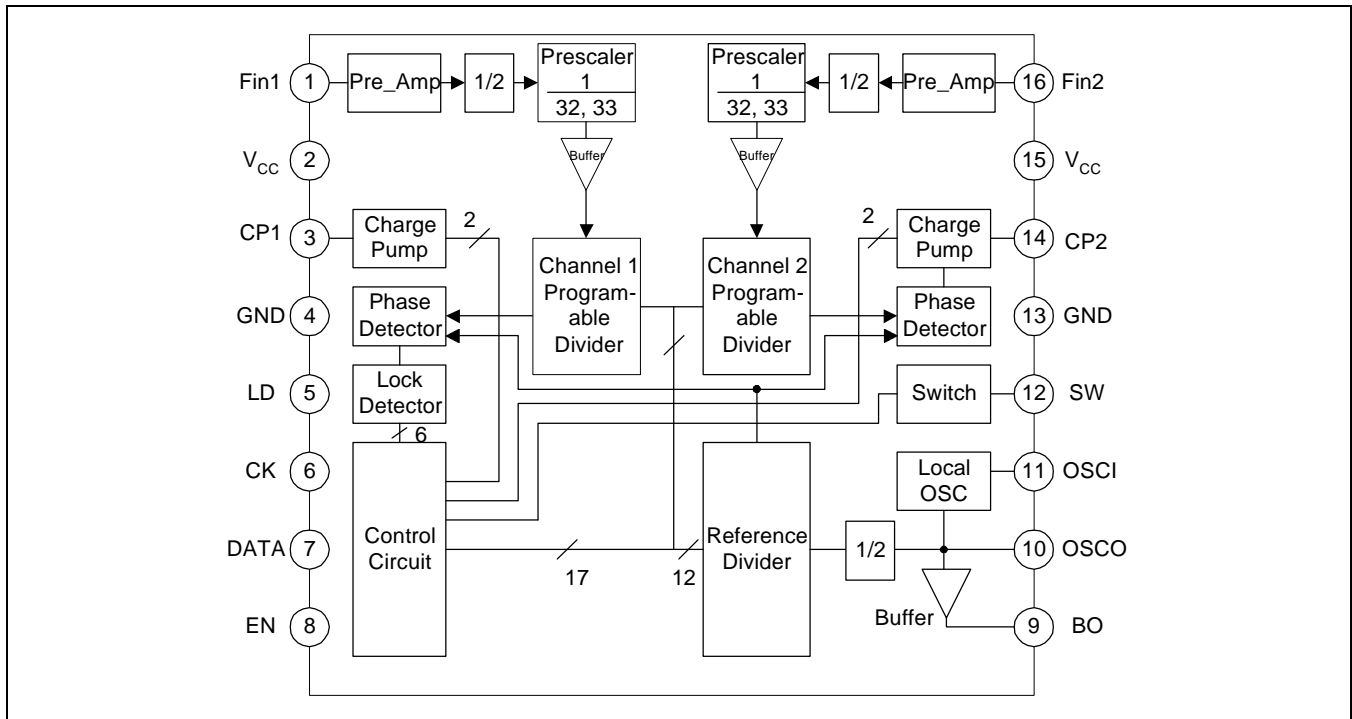 Fin1
1
Pre_Amp
1/2
Prescaler
1
32, 33
Prescaler
1
32, 33
1/2
Pre_Amp
16
Fin2
Buffer
Buffer
VCC
2
15
VCC
CP1
3
Charge
Pump
2
Channel 1
Program-
able
Divider
Channel 2
Program-
able
Divider
2
Charge
Pump
14
CP2
GND
4
Phase
Detector
Phase
Detector
13
GND
LD
5
Lock
Detector
6
Switch
12
SW
CK
6
Local
OSC
11
OSCI
DATA
7
Control
Circuit
17
12
Reference
Divider
1/2
10
OSCO
EN
8
Buffer
9
BO